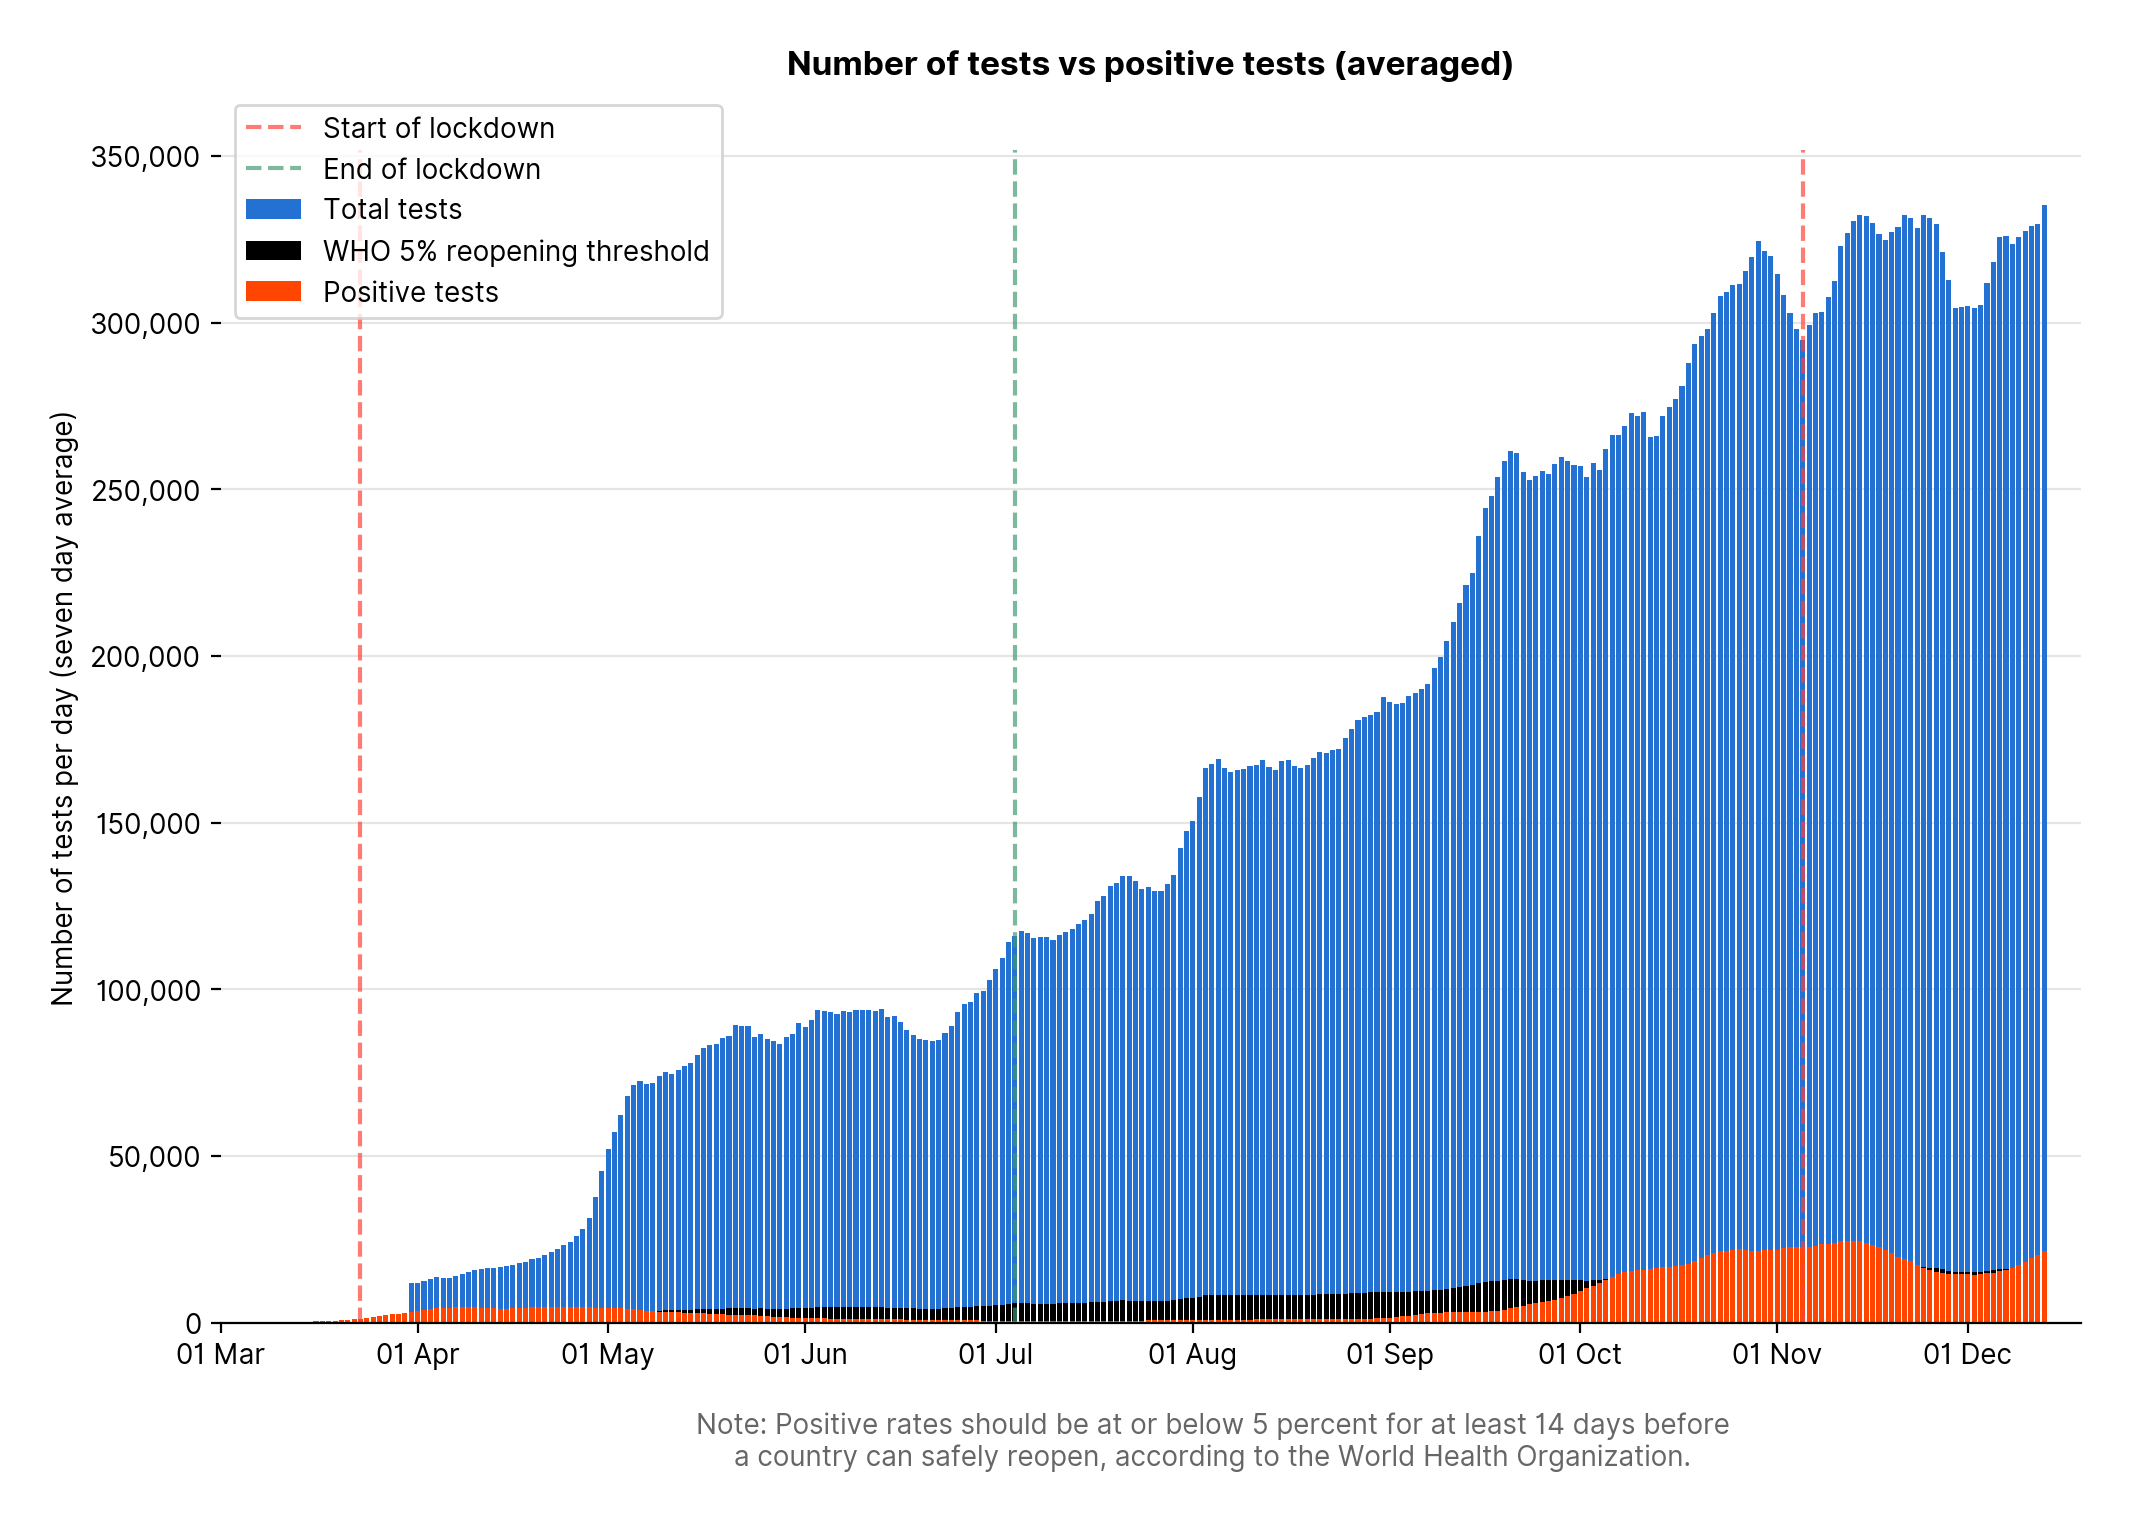 Number of tests vs positive tests (averaged)
Start of lockdown
End of lockdown
Total tests
WHO 5% reopening threshold
Positive tests
Number of tests per day (seven day average)
350,000
300,000
250,000
200,000
150,000
100,000
50,000
0
01 Mar
01 Apr
01 May
01 Jun
01 Jul
01 Aug
01 Sep
01 Oct
01 Nov
01 Dec
Note: Positive rates should be at or below 5 percent for at least 14 days before
a country can safely reopen, according to the World Health Organization.